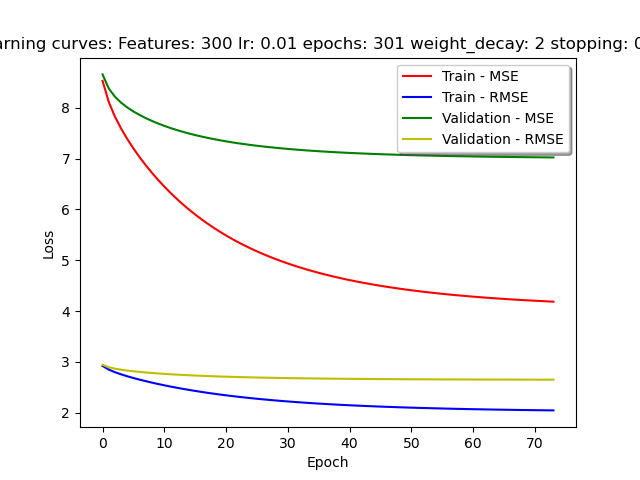 arning curves: Features: 300 lr: 0.01 epochs: 301 weight_decay: 2 stopping: 0
Train - MSE
Train - RMSE
Validation - MSE
Validation - RMSE
8
7
6
5
4
3
2
Loss
0 10 20 30 40 50 60 70
Epoch